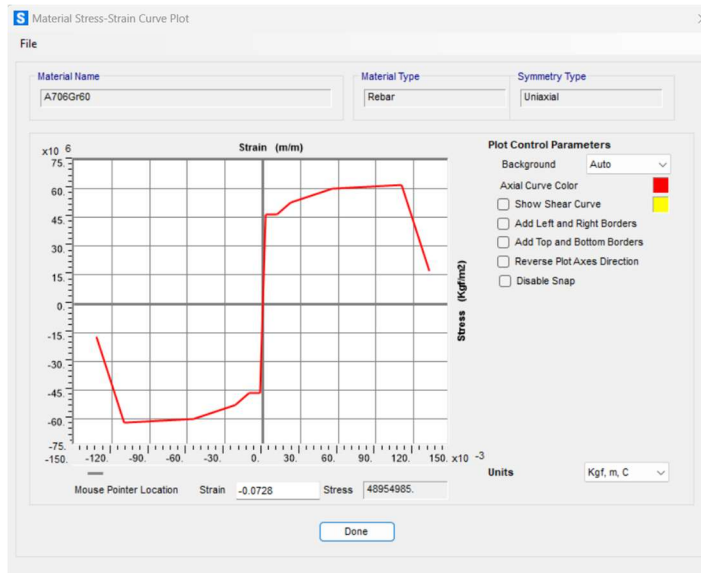 S Material Stress-Strain Curve Plot
File
Material Name
A706Gr60
Material Type
Rebar
Symmetry Type
Uniaxial
x10 6
Strain (m/m)
75.
60.
45.
30.
15.
0.
-15.
-30.
-45.
-60.
-75.
-150. -120. -90. -60. -30. 0. 30. 60. 90. 120. 150. x10 -3
Stress (Kgf/m2)
Mouse Pointer Location Strain -0.0728 Stress 48954985.
Plot Control Parameters
Background Auto
Axial Curve Color
Show Shear Curve
Add Left and Right Borders
Add Top and Bottom Borders
Reverse Plot Axes Direction
Disable Snap
Units Kgf, m, C
Done